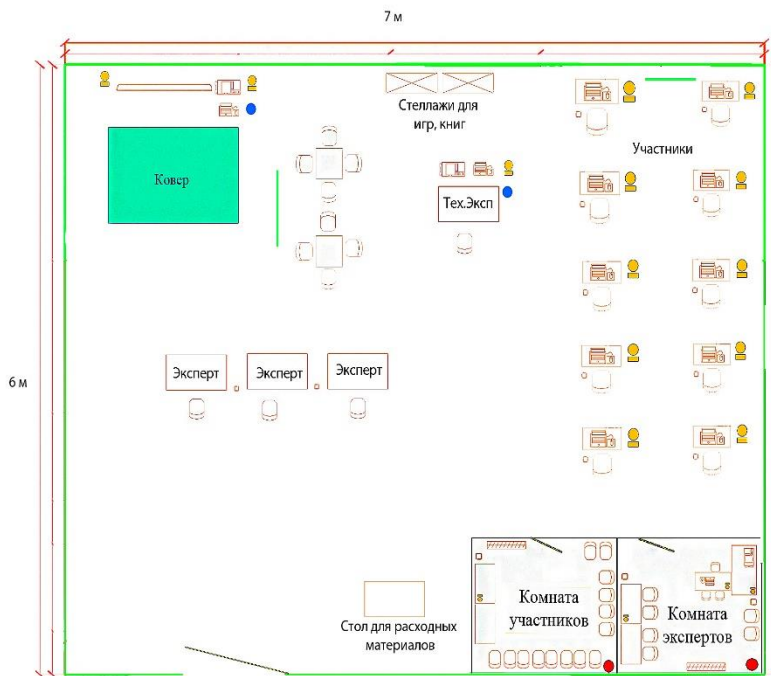 7 м
Стеллажи для
игр, книг
Участники
Ковер
Тех.Эксп
6 м
Эксперт
Эксперт
Эксперт
Стол для расходных
материалов
Комната
участников
Комната
экспертов